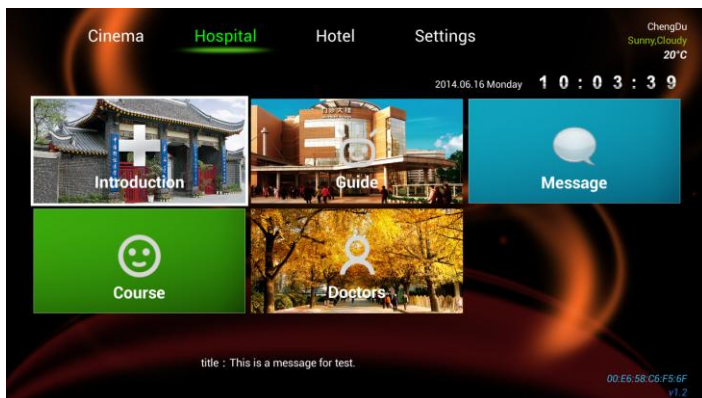 Cinema Hospital Hotel Settings
ChengDu
Sunny,Cloudy
20°C
2014.06.16 Monday 10:03:39
Introduction
Guide
Message
Course
Doctors
title : This is a message for test.
00:E6:58:C6:F5:6F
v1.2